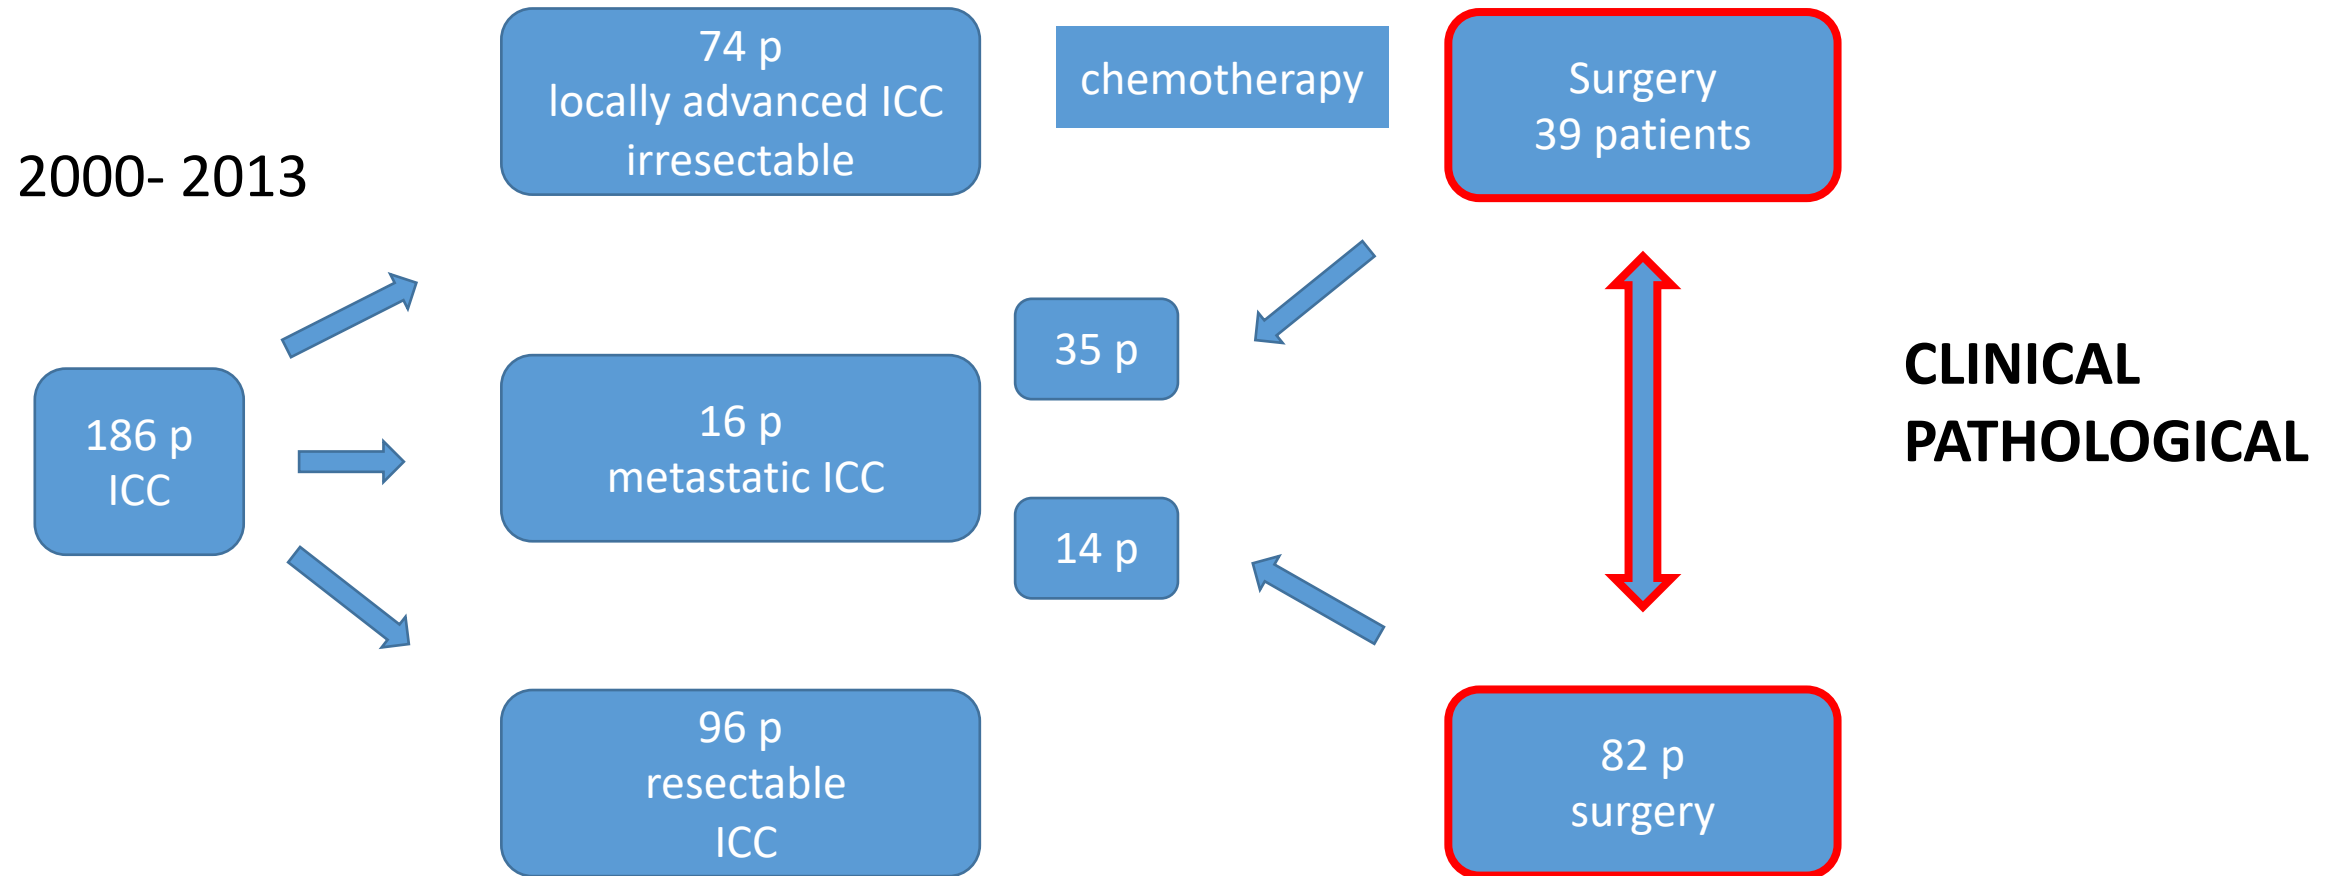 2000- 2013
186 p
ICC
74 p
locally advanced ICC
irresectable
16 p
metastatic ICC
96 p
resectable
ICC
chemotherapy
35 p
14 p
Surgery
39 patients
82 p
surgery
CLINICAL
PATHOLOGICAL